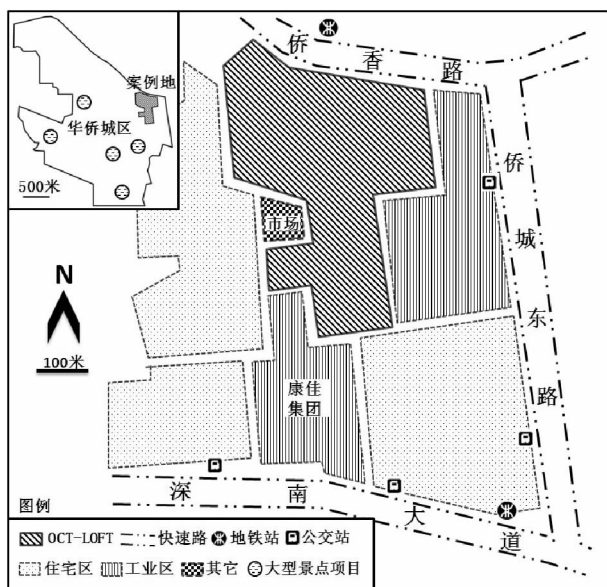 侨香路
案例地
华侨城区
500米
侨城东路
市场
N
100米
康佳
集团
深南大道
图例
OCT-LOFT 快速路 地铁站 公交站
住宅区 工业区 其它 大型景点项目